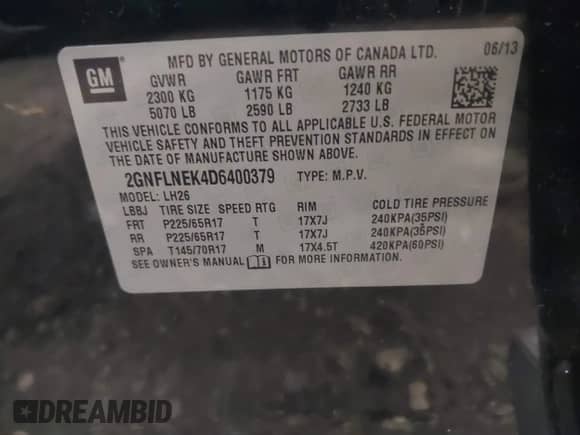 GM
MFD BY GENERAL MOTORS OF CANADA LTD. 06/13
GVWR GAWR FRT GAWR RR
2300 KG 1175 KG 1240 KG
5070 LB 2590 LB 2733 LB
THIS VEHICLE CONFORMS TO ALL APPLICABLE U.S. FEDERAL MOTOR
VEHICLE SAFETY AND THEFT PREVENTION STANDARDS IN EFFECT ON
THE DATE OF MANUFACTURE SHOWN ABOVE.
2GNFLNEK4D6400379 TYPE: M.P.V.
MODEL: LH26
LBBJ TIRE SIZE SPEED RTG RIM COLD TIRE PRESSURE
FRT P225/65R17 T 17X7J 240KPA(35PSI)
RR P225/65R17 T 17X7J 240KPA(35PSI)
SPA T145/70R17 M 17X4.5T 420KPA(60PSI)
SEE OWNER'S MANUAL FOR MORE INFORMATION.
DREAMBID